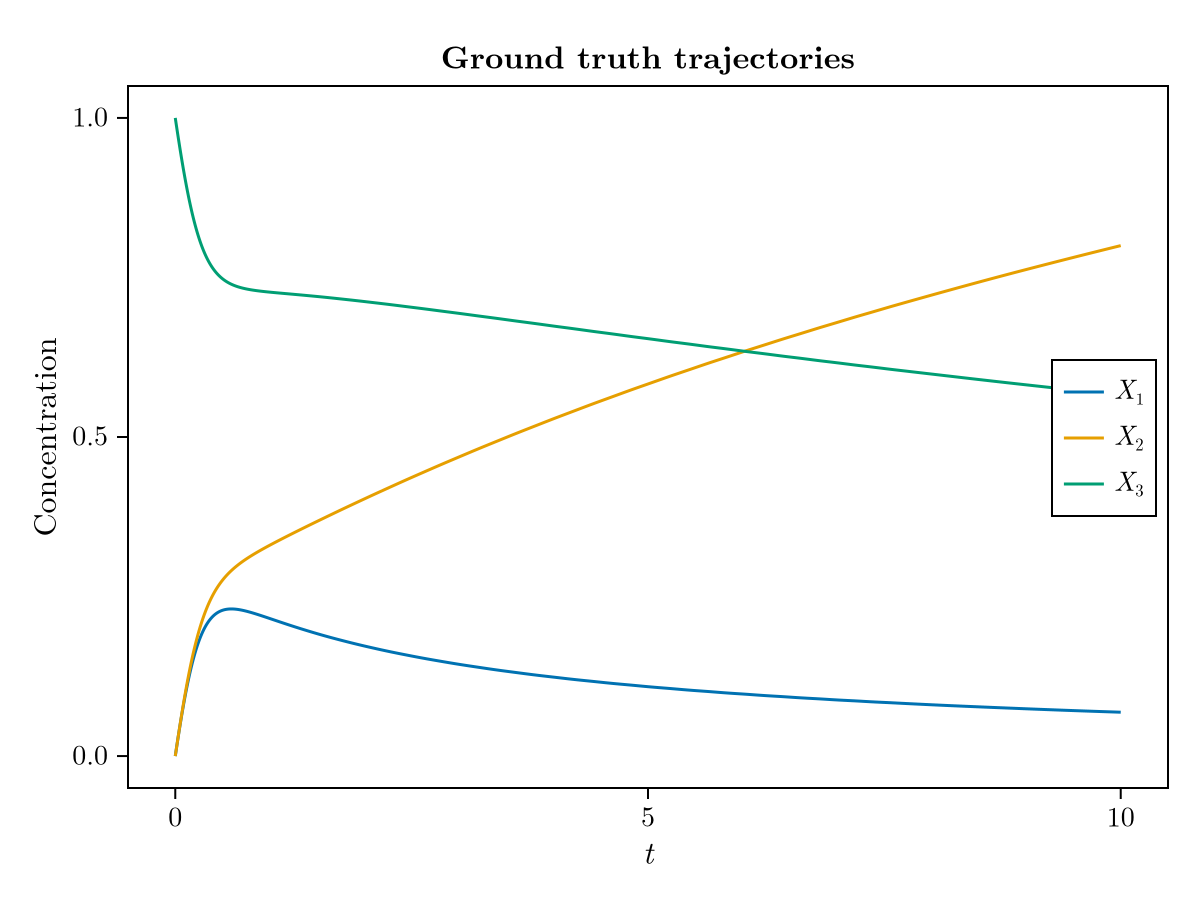 Ground truth trajectories
Concentration
1.0
0.5
0.0
X₁
X₂
X₃
0 5 10
t